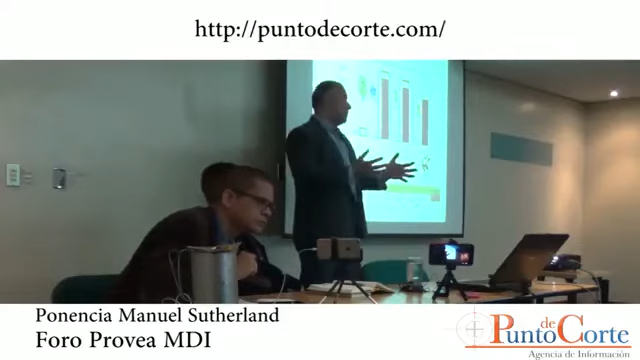 http://puntodecorte.com/
Ponencia Manuel Sutherland
Foro Provea MDI
Punto de Corte
Agencia de Información